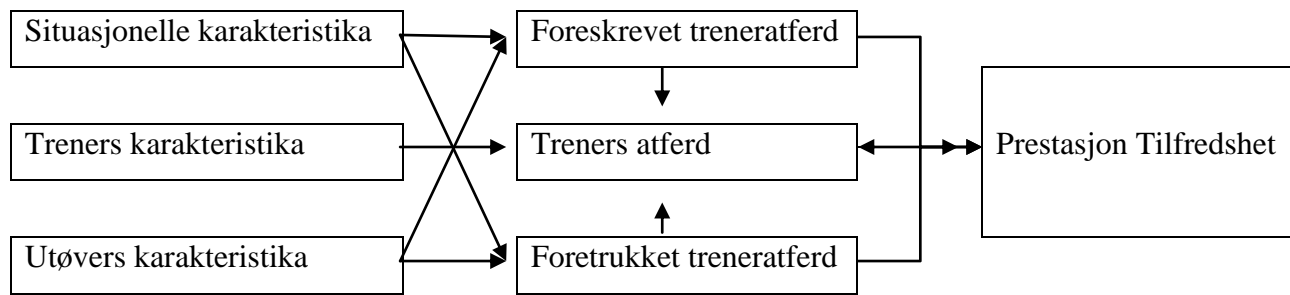 Situasjonelle karakteristika
Foreskrevet treneratferd
Treners karakteristika
Treners atferd
Prestasjon Tilfredshet
Utøvers karakteristika
Foretrukket treneratferd